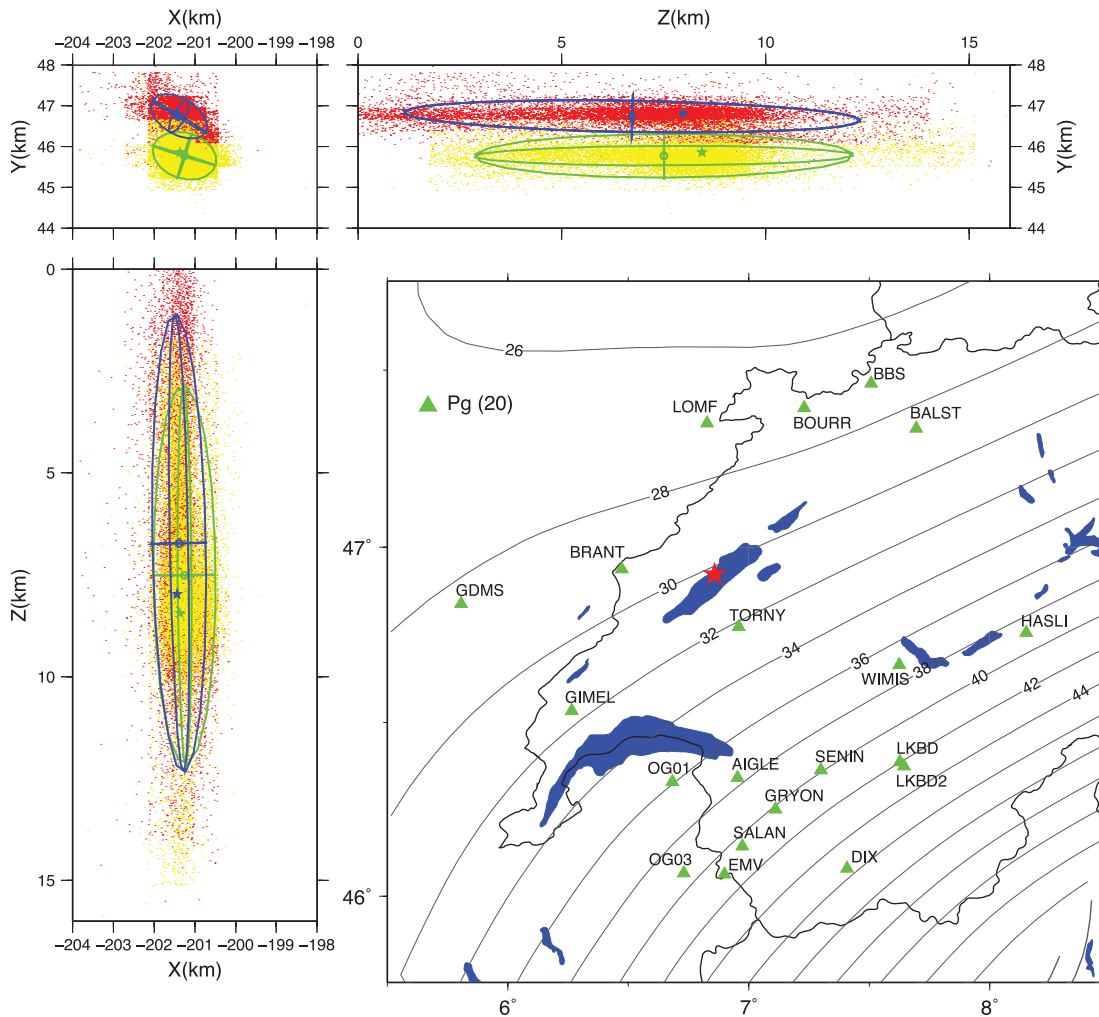 X(km)
−204 −203 −202 −201 −200 −199 −198
Z(km)
0 5 10 15
48
47
46
45
44
Y(km)
48
47
46
45
44
Y(km)
0
5
10
15
Z(km)
−204 −203 −202 −201 −200 −199 −198
X(km)
26
Pg (20)
LOMF
BBS
BOURR
BALST
28
47°
BRANT
GDMS
30
TORNY
32
34
36
38
40
42
44
HASLI
WIMIS
GIMEL
OG01
AIGLE
SENIN
LKBD
LKBD2
GRYON
SALAN
OG03
EMV
DIX
46°
6° 7° 8°